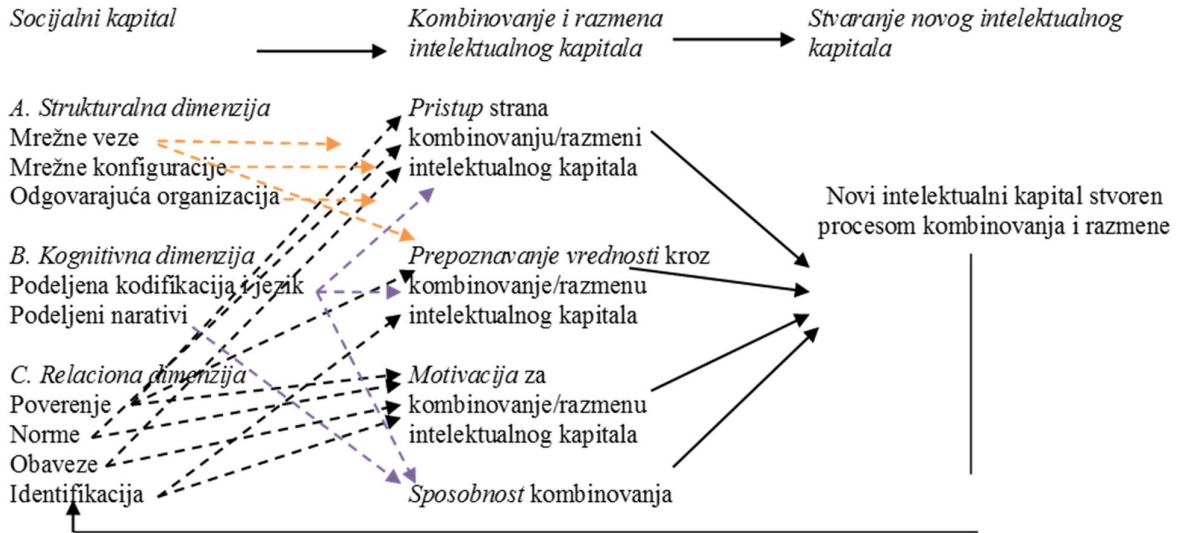 Socijalni kapital
Kombinovanje i razmena
intelektualnog kapitala
Stvaranje novog intelektualnog
kapitala
A. Strukturalna dimenzija
Mrežne veze
Mrežne konfiguracije
Odgovarajuća organizacija
B. Kognitivna dimenzija
Podeljena kodifikacija i jezik
Podeljeni narativi
C. Relaciona dimenzija
Poverenje
Norme
Obaveze
Identifikacija
Pristup strana
kombinovanju/razmeni
intelektualnog kapitala
Prepoznavanje vrednosti kroz
kombinovanje/razmenu
intelektualnog kapitala
Motivacija za
kombinovanje/razmenu
intelektualnog kapitala
Sposobnost kombinovanja
Novi intelektualni kapital stvoren
procesom kombinovanja i razmene